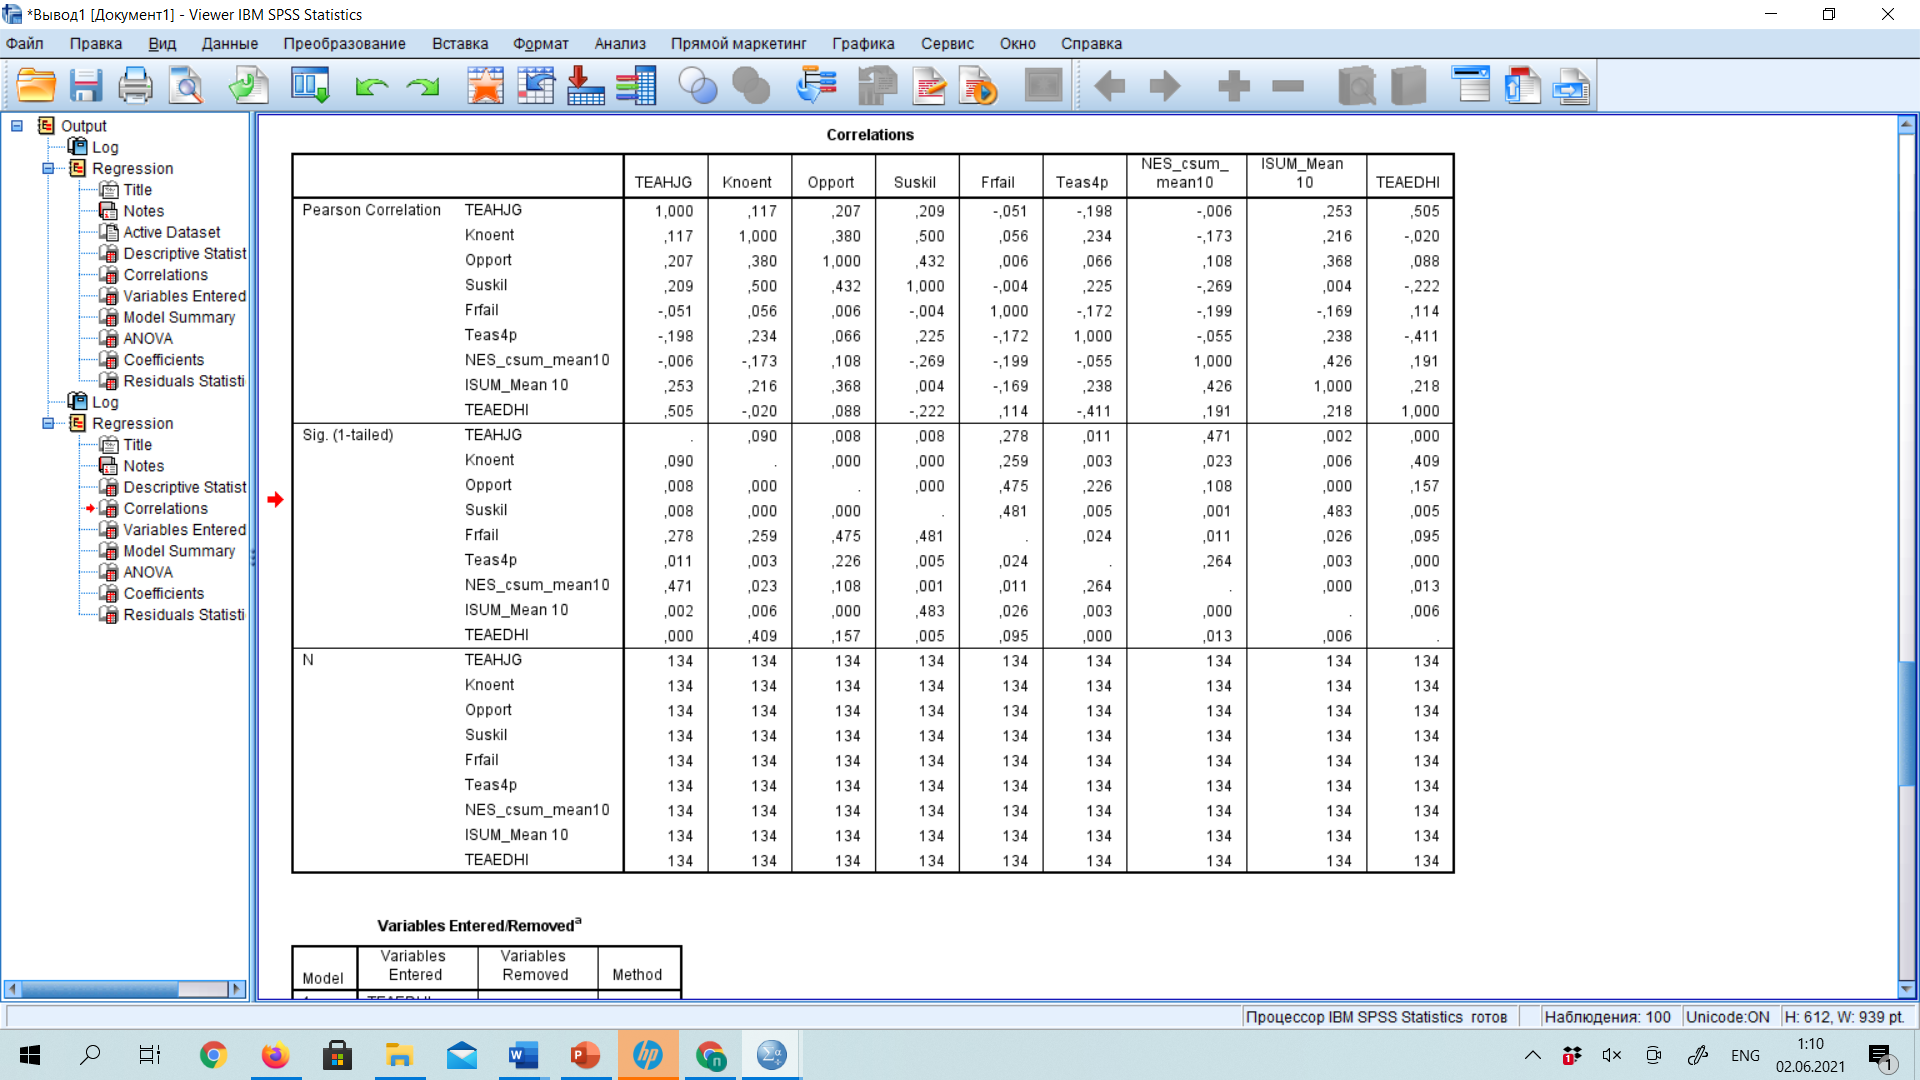 *Вывод1 [Документ1] - Viewer IBM SPSS Statistics
Файл Правка Вид Данные Преобразование Вставка Формат Анализ Прямой маркетинг Графика Сервис Окно Справка
Output
Log
Regression
Title
Notes
Active Dataset
Descriptive Statist
Correlations
Variables Entered
Model Summary
ANOVA
Coefficients
Residuals Statisti
Log
Regression
Title
Notes
Descriptive Statist
Correlations
Variables Entered
Model Summary
ANOVA
Coefficients
Residuals Statisti
Correlations
TEAHJG Knoent Opport Suskil Frfail Teas4p NES_csum_mean10 ISUM_Mean 10 TEAEDHI
Pearson Correlation TEAHJG 1,000 ,117 ,207 ,209 -,051 -,198 -,006 ,253 ,505
Knoent ,117 1,000 ,380 ,500 ,056 ,234 -,173 ,216 -,020
Opport ,207 ,380 1,000 ,432 ,006 ,066 ,108 ,368 ,088
Suskil ,209 ,500 ,432 1,000 -,004 ,225 -,269 ,004 -,222
Frfail -,051 ,056 ,006 -,004 1,000 -,172 -,199 -,169 ,114
Teas4p -,198 ,234 ,066 ,225 -,172 1,000 -,055 ,238 -,411
NES_csum_mean10 -,006 -,173 ,108 -,269 -,199 -,055 1,000 ,426 ,191
ISUM_Mean 10 ,253 ,216 ,368 ,004 -,169 ,238 ,426 1,000 ,218
TEAEDHI ,505 -,020 ,088 -,222 ,114 -,411 ,191 ,218 1,000
Sig. (1-tailed) TEAHJG . ,090 ,008 ,008 ,278 ,011 ,471 ,002 ,000
Knoent ,090 . ,000 ,000 ,259 ,003 ,023 ,006 ,409
Opport ,008 ,000 . ,000 ,475 ,226 ,108 ,000 ,157
Suskil ,008 ,000 ,000 . ,481 ,005 ,001 ,483 ,005
Frfail ,278 ,259 ,475 ,481 . ,024 ,011 ,026 ,095
Teas4p ,011 ,003 ,226 ,005 ,024 . ,264 ,003 ,000
NES_csum_mean10 ,471 ,023 ,108 ,001 ,011 ,264 . ,000 ,013
ISUM_Mean 10 ,002 ,006 ,000 ,483 ,026 ,003 ,000 . ,006
TEAEDHI ,000 ,409 ,157 ,005 ,095 ,000 ,013 ,006 .
N TEAHJG 134 134 134 134 134 134 134 134 134
Knoent 134 134 134 134 134 134 134 134 134
Opport 134 134 134 134 134 134 134 134 134
Suskil 134 134 134 134 134 134 134 134 134
Frfail 134 134 134 134 134 134 134 134 134
Teas4p 134 134 134 134 134 134 134 134 134
NES_csum_mean10 134 134 134 134 134 134 134 134 134
ISUM_Mean 10 134 134 134 134 134 134 134 134 134
TEAEDHI 134 134 134 134 134 134 134 134 134
Variables Entered/Removedª
Model Variables Entered Variables Removed Method
Процессор IBM SPSS Statistics готов Наблюдения: 100 Unicode:ON H: 612, W: 939 pt.
ENG 1:10
02.06.2021